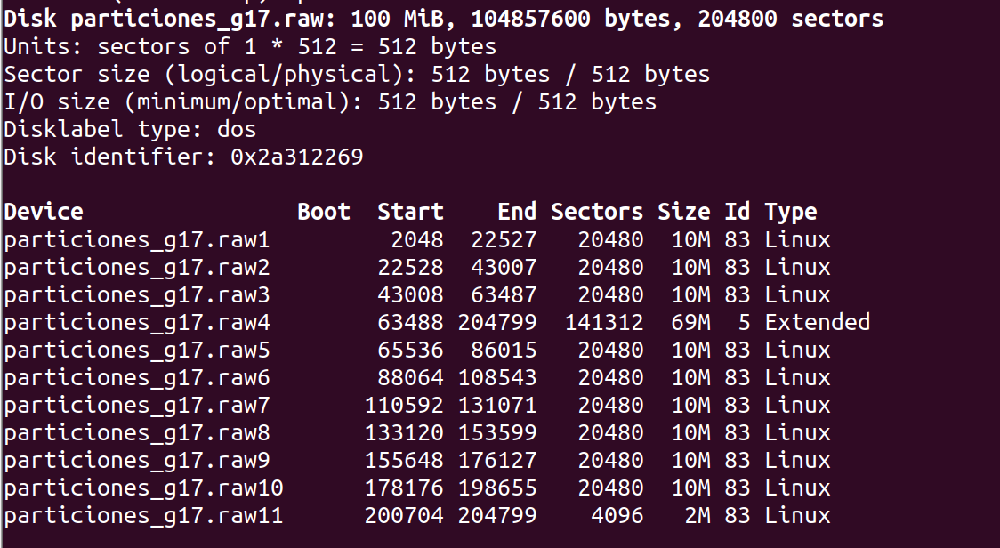 Disk particiones_g17.raw: 100 MiB, 104857600 bytes, 204800 sectors
Units: sectors of 1 * 512 = 512 bytes
Sector size (logical/physical): 512 bytes / 512 bytes
I/O size (minimum/optimal): 512 bytes / 512 bytes
Disklabel type: dos
Disk identifier: 0x2a312269

Device                Boot  Start    End Sectors Size Id Type
particiones_g17.raw1         2048  22527   20480  10M 83 Linux
particiones_g17.raw2        22528  43007   20480  10M 83 Linux
particiones_g17.raw3        43008  63487   20480  10M 83 Linux
particiones_g17.raw4        63488 204799  141312  69M  5 Extended
particiones_g17.raw5        65536  86015   20480  10M 83 Linux
particiones_g17.raw6        88064 108543   20480  10M 83 Linux
particiones_g17.raw7       110592 131071   20480  10M 83 Linux
particiones_g17.raw8       133120 153599   20480  10M 83 Linux
particiones_g17.raw9       155648 176127   20480  10M 83 Linux
particiones_g17.raw10      178176 198655   20480  10M 83 Linux
particiones_g17.raw11      200704 204799    4096   2M 83 Linux